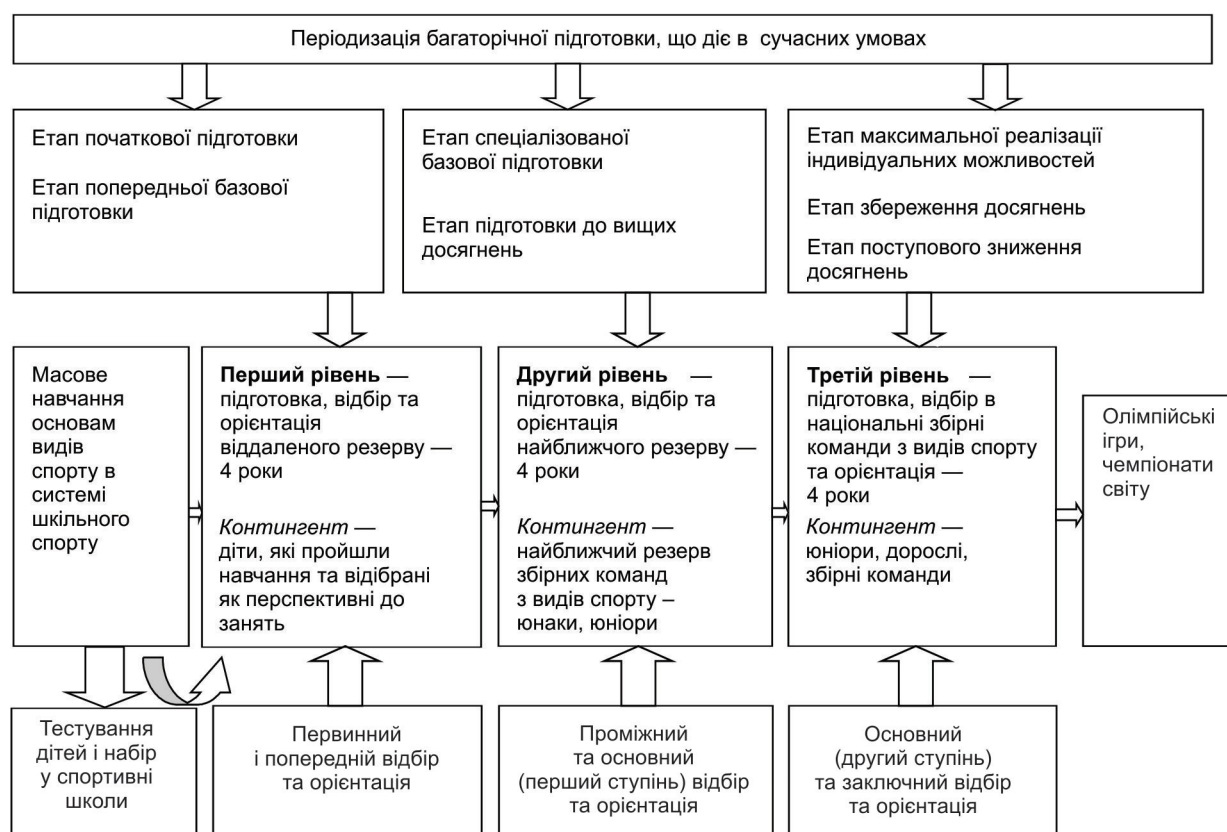 Періодизація багаторічної підготовки, що діє в сучасних умовах
Етап початкової підготовки
Етап попередньої базової
підготовки
Етап спеціалізованої
базової підготовки
Етап підготовки до вищих
досягнень
Етап максимальної реалізації
індивідуальних можливостей
Етап збереження досягнень
Етап поступового зниження
досягнень
Масове
навчання
основам
видів
спорту в
системі
шкільного
спорту
Перший рівень —
підготовка, відбір та
орієнтація
віддаленого резерву —
4 роки
Контингент —
діти, які пройшли
навчання та відібрані
як перспективні до
занять
Другий рівень —
підготовка, відбір та
орієнтація
найближчого резерву —
4 роки
Контингент —
найближчий резерв
збірних команд
з видів спорту –
юнаки, юніори
Третій рівень —
підготовка, відбір в
національні збірні
команди з видів спорту
та орієнтація —
4 роки
Контингент —
юніори, дорослі,
збірні команди
Олімпійські
ігри,
чемпіонати
світу
Тестування
дітей і набір
у спортивні
школи
Первинний
і попередній відбір
та орієнтація
Проміжний
та основний
(перший ступінь) відбір
та орієнтація
Основний
(другий ступінь)
та заключний відбір
та орієнтація